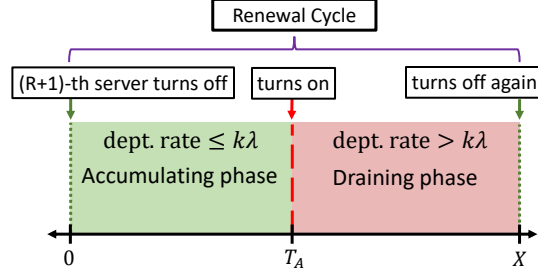 Renewal Cycle
(R+1)-th server turns off
turns on
turns off again
dept. rate ≤ kλ
dept. rate > kλ
Accumulating phase
Draining phase
0
T_A
X